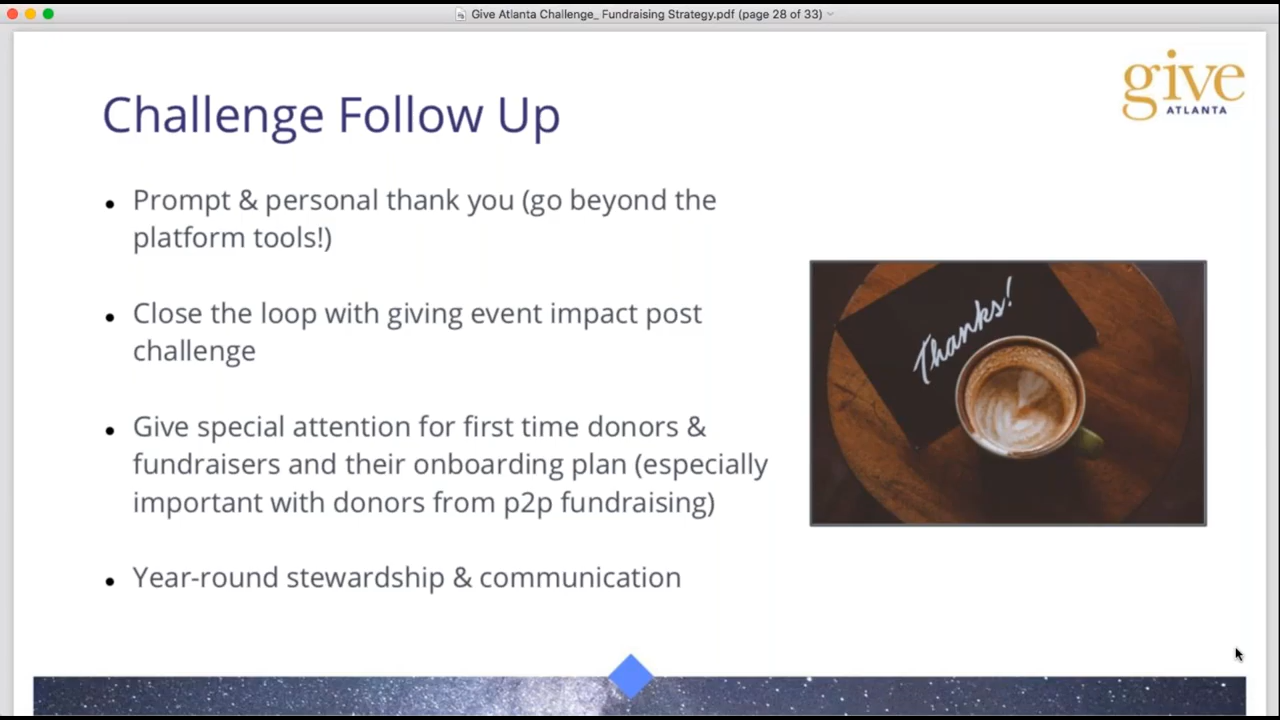 Give Atlanta Challenge_ Fundraising Strategy.pdf (page 28 of 33)
give
ATLANTA
Challenge Follow Up
• Prompt & personal thank you (go beyond the
platform tools!)
• Close the loop with giving event impact post
challenge
• Give special attention for first time donors &
fundraisers and their onboarding plan (especially
important with donors from p2p fundraising)
• Year-round stewardship & communication
Thanks!